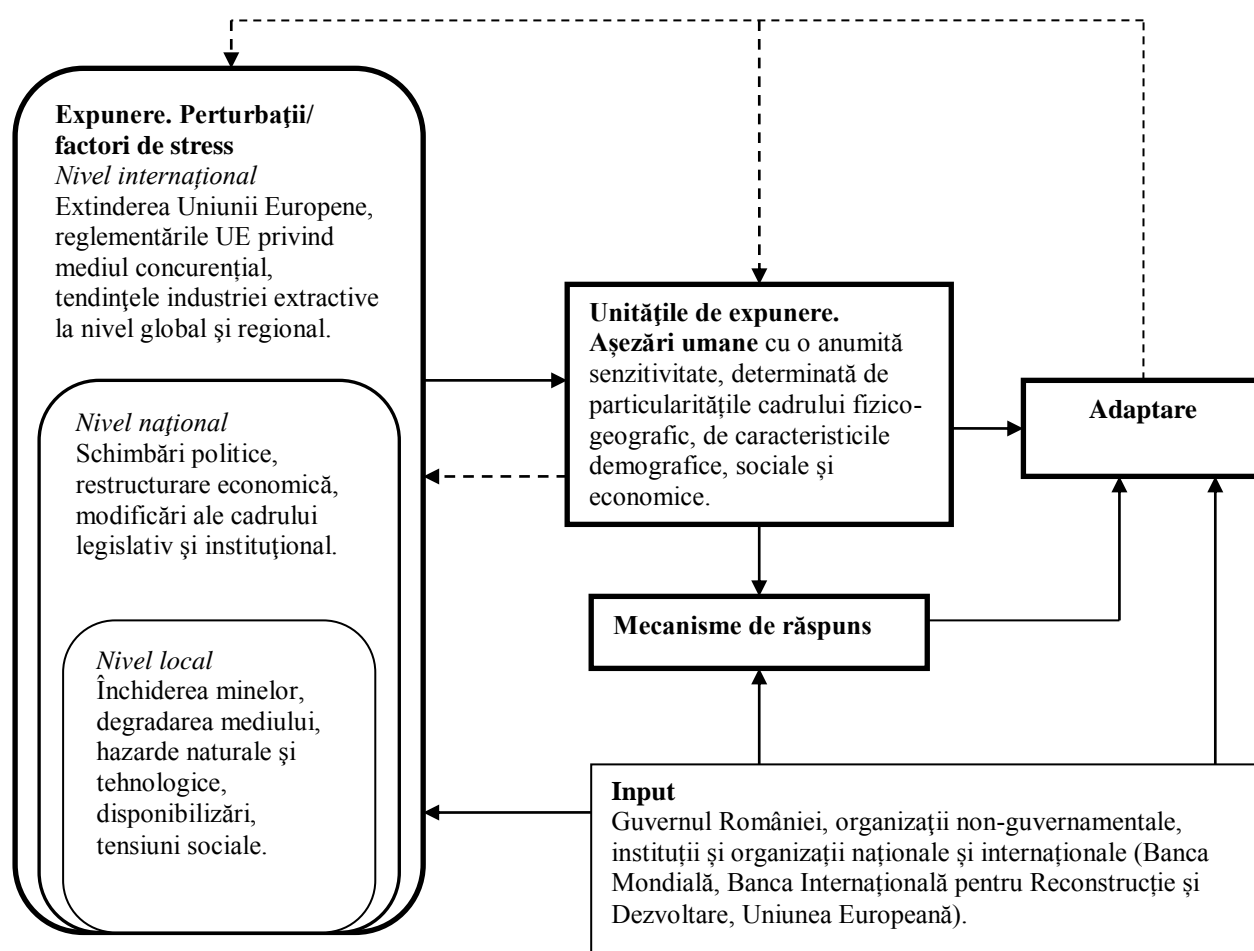 Expunere. Perturbaţii/
factori de stress
Nivel internațional
Extinderea Uniunii Europene,
reglementările UE privind
mediul concurențial,
tendințele industriei extractive
la nivel global şi regional.
Nivel naţional
Schimbări politice,
restructurare economică,
modificări ale cadrului
legislativ şi instituţional.
Nivel local
Închiderea minelor,
degradarea mediului,
hazarde naturale şi
tehnologice,
disponibilizări,
tensiuni sociale.
Unităţile de expunere.
Așezări umane cu o anumită
senzitivitate, determinată de
particularitățile cadrului fizico-
geografic, de caracteristicile
demografice, sociale și
economice.
Adaptare
Mecanisme de răspuns
Input
Guvernul României, organizaţii non-guvernamentale,
instituții și organizații naționale și internaționale (Banca
Mondială, Banca Internațională pentru Reconstrucție și
Dezvoltare, Uniunea Europeană).